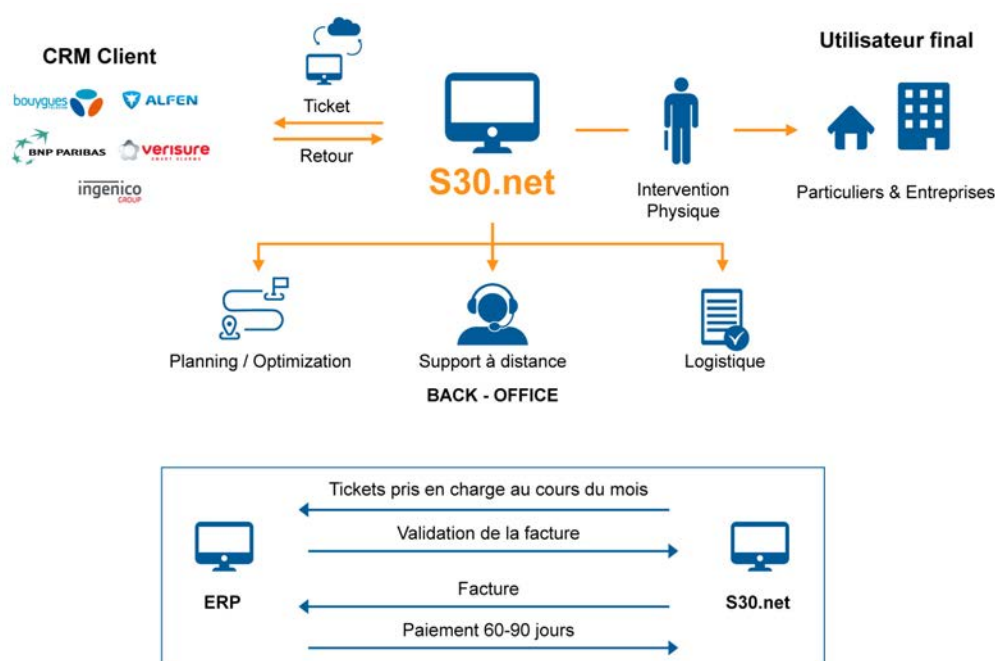 CRM Client
bouygues
ALFEN
BNP PARIBAS
verisure
SMART ALARMS
ingenico
GROUP
Ticket
Retour
S30.net
Intervention
Physique
Utilisateur final
Particuliers & Entreprises
Planning / Optimization
Support à distance
Logistique
BACK - OFFICE
Tickets pris en charge au cours du mois
Validation de la facture
Facture
Paiement 60-90 jours
ERP
S30.net